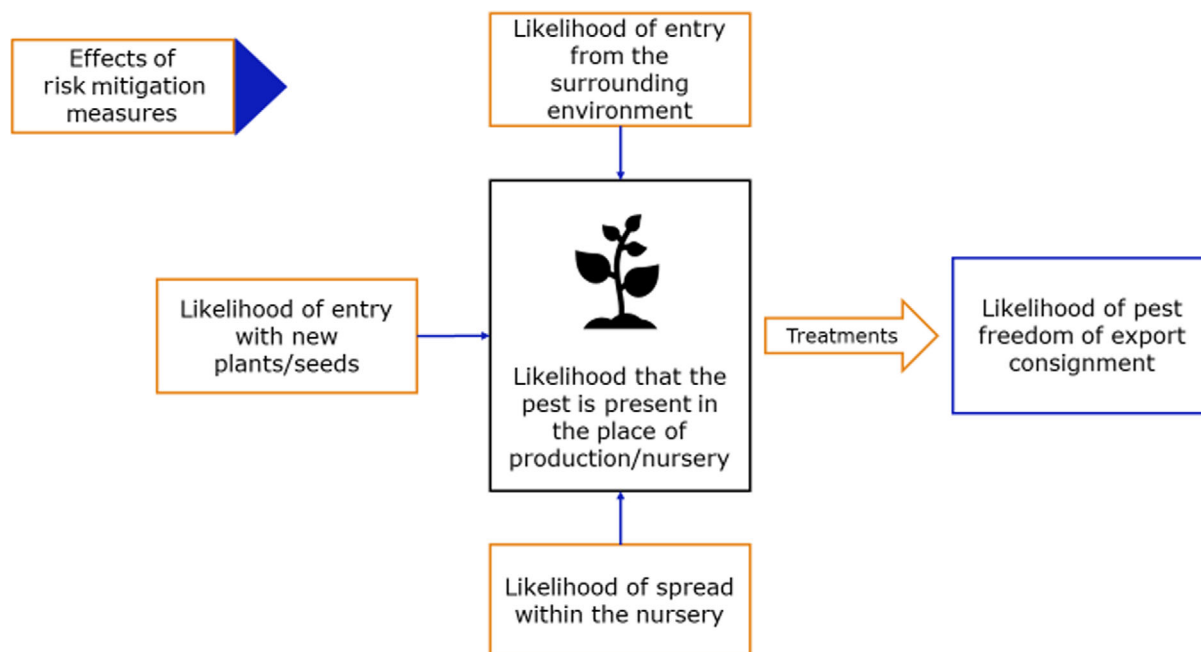 Effects of
risk mitigation
measures
Likelihood of entry
from the
surrounding
environment
Likelihood of entry
with new
plants/seeds
Likelihood that the
pest is present in
the place of
production/nursery
Treatments
Likelihood of pest
freedom of export
consignment
Likelihood of spread
within the nursery